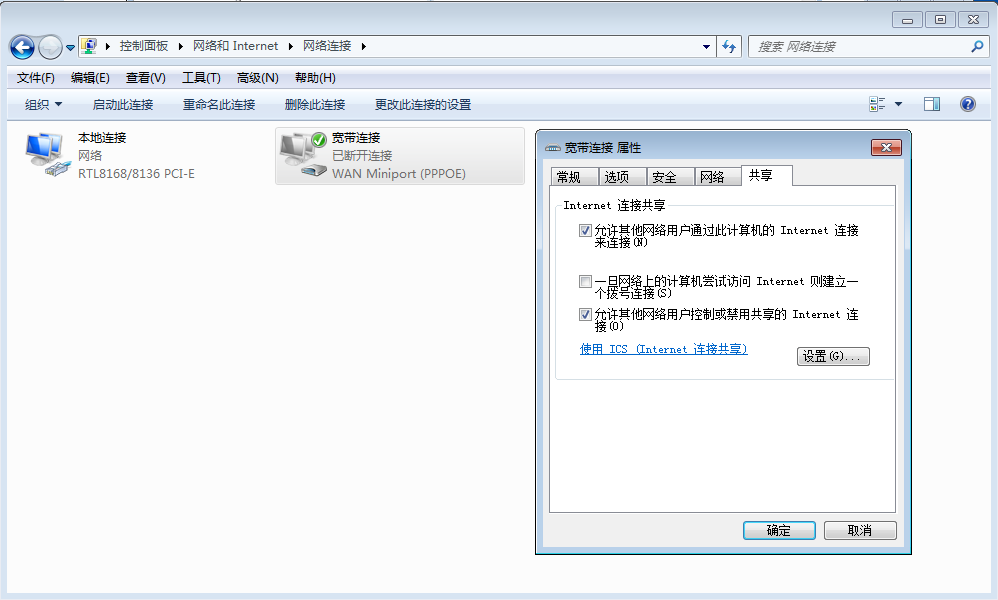 控制面板 网络和 Internet 网络连接
搜索 网络连接
文件(F) 编辑(E) 查看(V) 工具(T) 高级(N) 帮助(H)
组织 启动此连接 重命名此连接 删除此连接 更改此连接的设置
本地连接
网络
RTL8168/8136 PCI-E
宽带连接
已断开连接
WAN Miniport (PPPOE)
宽带连接 属性
常规 选项 安全 网络 共享
Internet 连接共享
允许其他网络用户通过此计算机的 Internet 连接
来连接(N)
一旦网络上的计算机尝试访问 Internet 则建立一
个拨号连接(S)
允许其他网络用户控制或禁用共享的 Internet 连
接(O)
使用 ICS (Internet 连接共享)
设置(G)...
确定 取消